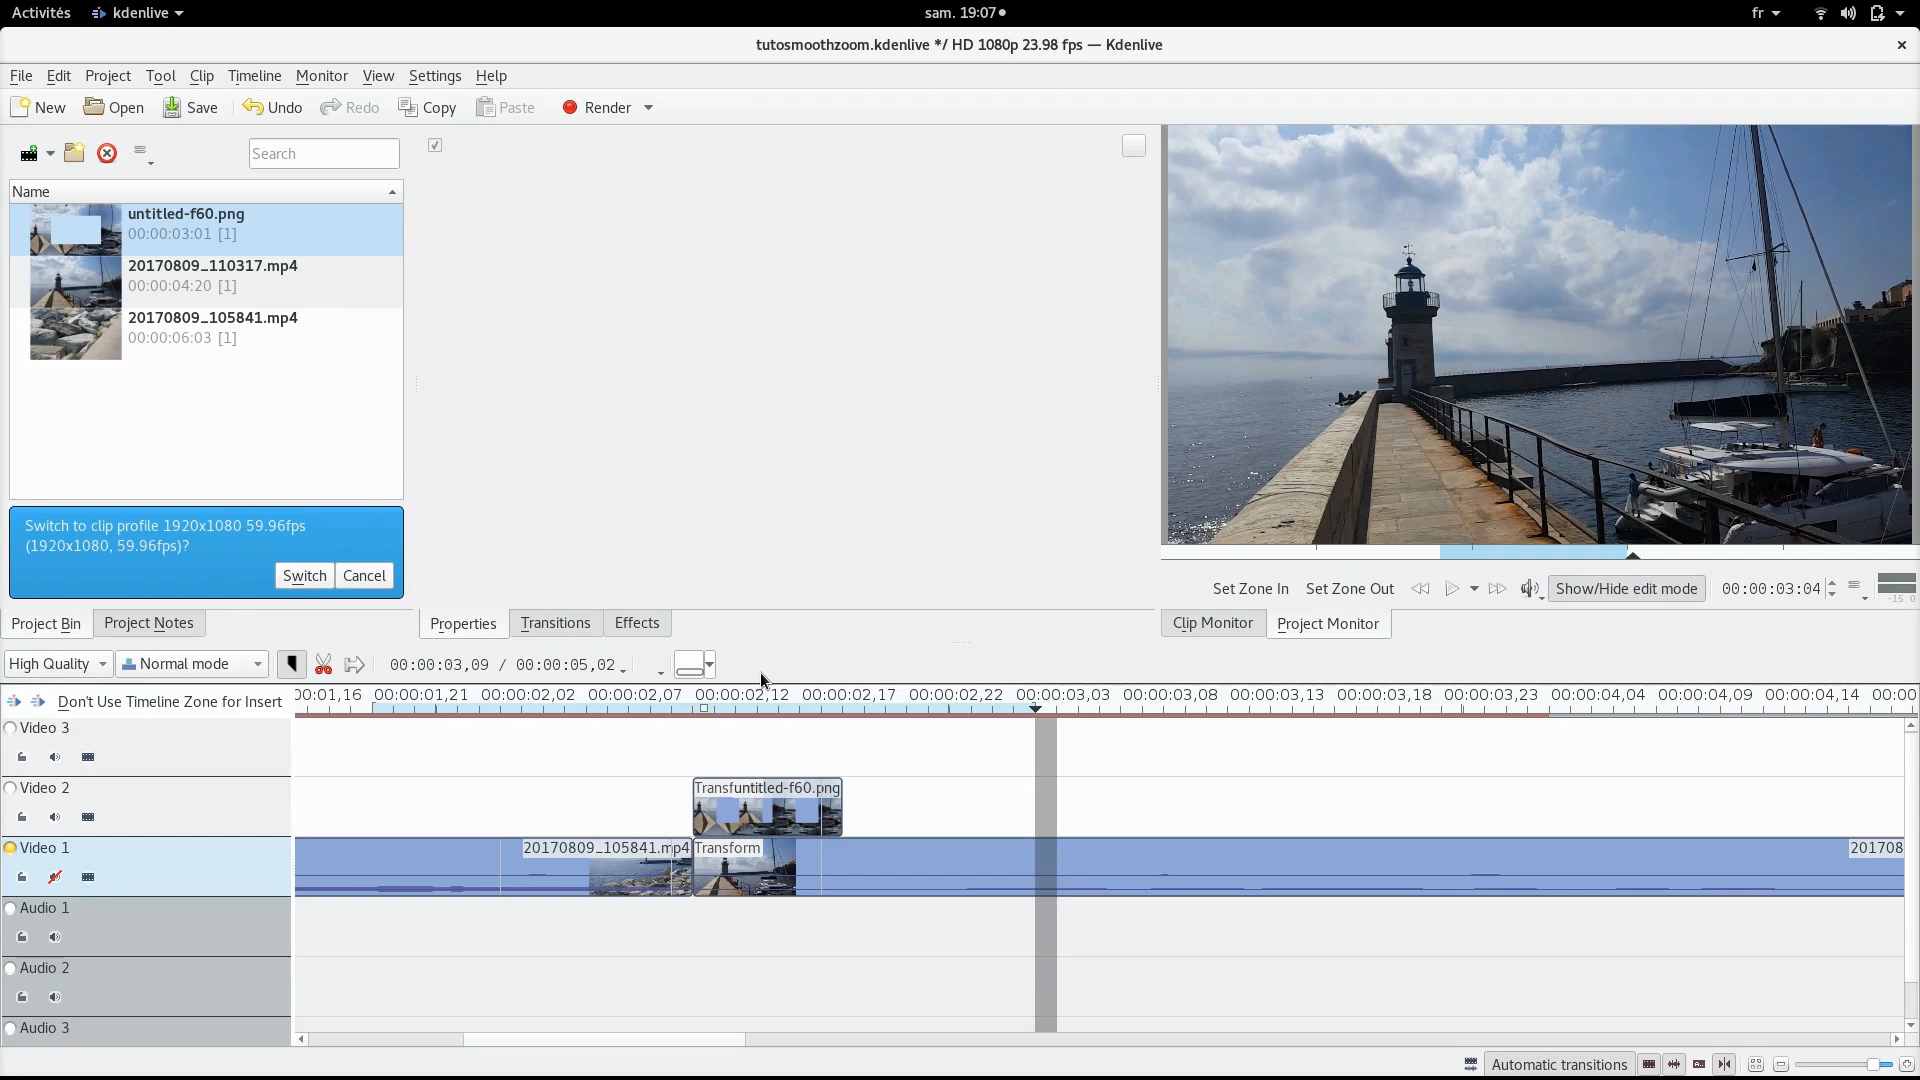 Activités kdenlive sam. 19:07 fr
tutosmoothzoom.kdenlive */ HD 1080p 23.98 fps — Kdenlive
File Edit Project Tool Clip Timeline Monitor View Settings Help
New Open Save Undo Redo Copy Paste Render
Search
Name
untitled-f60.png
00:00:03:01 [1]
20170809_110317.mp4
00:00:04:20 [1]
20170809_105841.mp4
00:00:06:03 [1]
Switch to clip profile 1920x1080 59.96fps
(1920x1080, 59.96fps)?
Switch Cancel
Set Zone In Set Zone Out Show/Hide edit mode 00:00:03:04
-15 0
Project Bin Project Notes Properties Transitions Effects Clip Monitor Project Monitor
High Quality Normal mode 00:00:03,09 / 00:00:05,02
Don't Use Timeline Zone for Insert 00:00:01,16 00:00:01,21 00:00:02,02 00:00:02,07 00:00:02,12 00:00:02,17 00:00:02,22 00:00:03,03 00:00:03,08 00:00:03,13 00:00:03,18 00:00:03,23 00:00:04,04 00:00:04,09 00:00:04,14 00:00
Video 3
Video 2 Transfuntitled-f60.png
Video 1 20170809_105841.mp4 Transform 201708
Audio 1
Audio 2
Audio 3
Automatic transitions